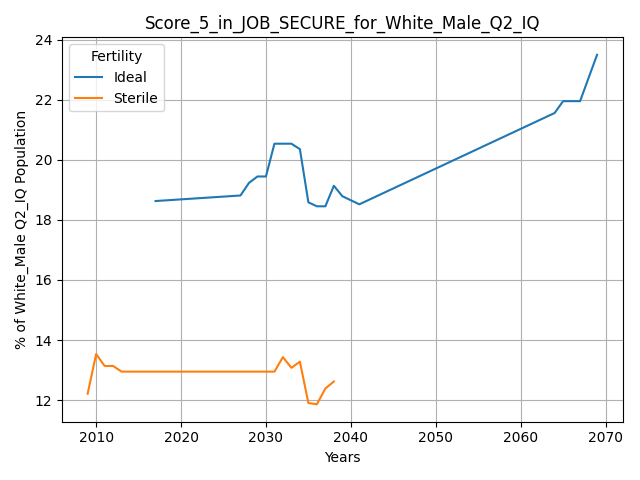 Score_5_in_JOB_SECURE_for_White_Male_Q2_IQ
Fertility
Ideal
Sterile
% of White_Male Q2_IQ Population
24
22
20
18
16
14
12
2010 2020 2030 2040 2050 2060 2070
Years